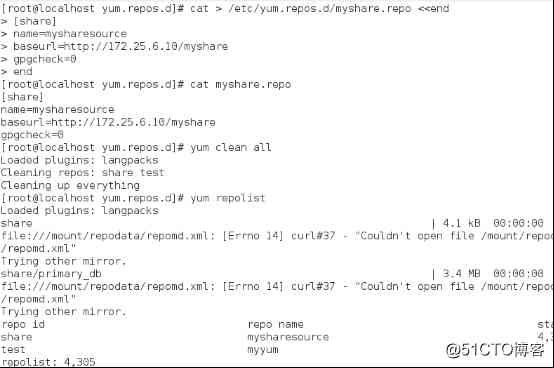 [root@localhost yum.repos.d]# cat > /etc/yum.repos.d/myshare.repo <<end
> [share]
> name=mysharesource
> baseurl=http://172.25.6.10/myshare
> gpgcheck=0
> end
[root@localhost yum.repos.d]# cat myshare.repo
[share]
name=mysharesource
baseurl=http://172.25.6.10/myshare
gpgcheck=0
[root@localhost yum.repos.d]# yum clean all
Loaded plugins: langpacks
Cleaning repos: share test
Cleaning up everything
[root@localhost yum.repos.d]# yum repolist
Loaded plugins: langpacks
share | 4.1 kB 00:00:00
file:///mount/repodata/repomd.xml: [Errno 14] curl#37 - "Couldn't open file /mount/repod
/repomd.xml"
Trying other mirror.
share/primary_db | 3.4 MB 00:00:00
file:///mount/repodata/repomd.xml: [Errno 14] curl#37 - "Couldn't open file /mount/repod
/repomd.xml"
Trying other mirror.
repo id repo name sta
share mysharesource 4,3
test myyum
repolist: 4,305
@51CTO博客